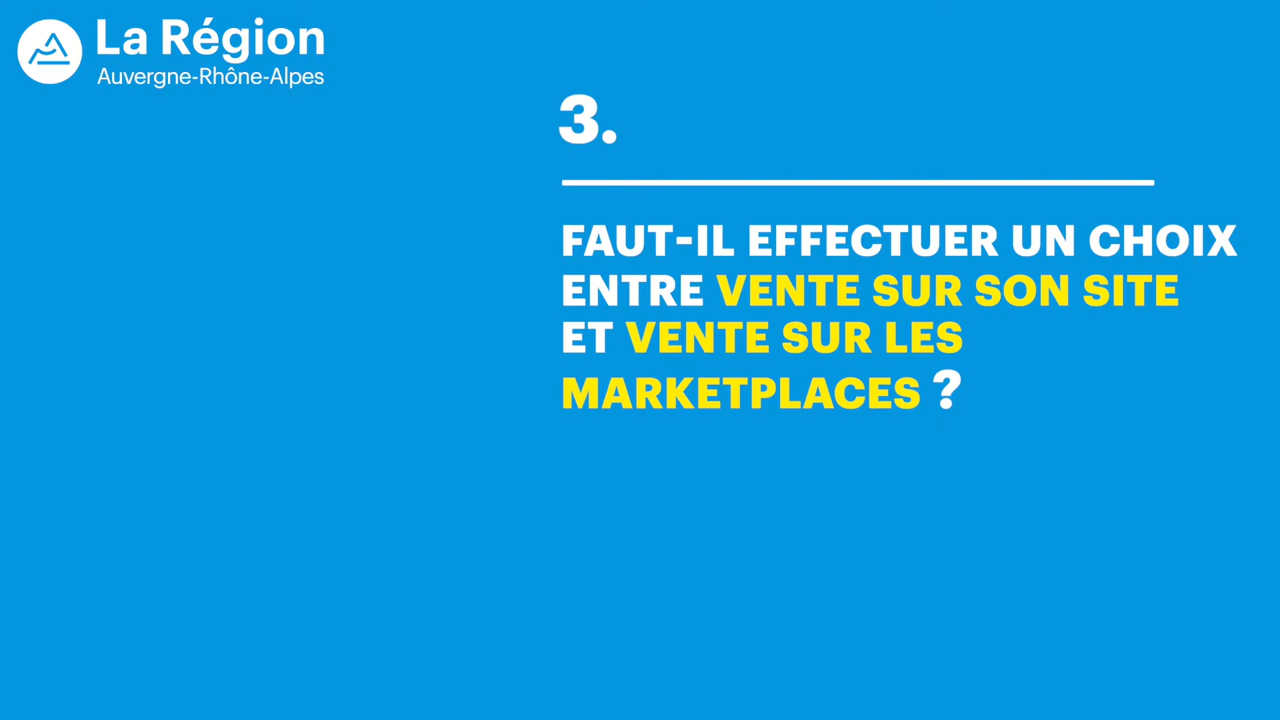 La Région
Auvergne-Rhône-Alpes
3.
FAUT-IL EFFECTUER UN CHOIX
ENTRE VENTE SUR SON SITE
ET VENTE SUR LES
MARKETPLACES ?